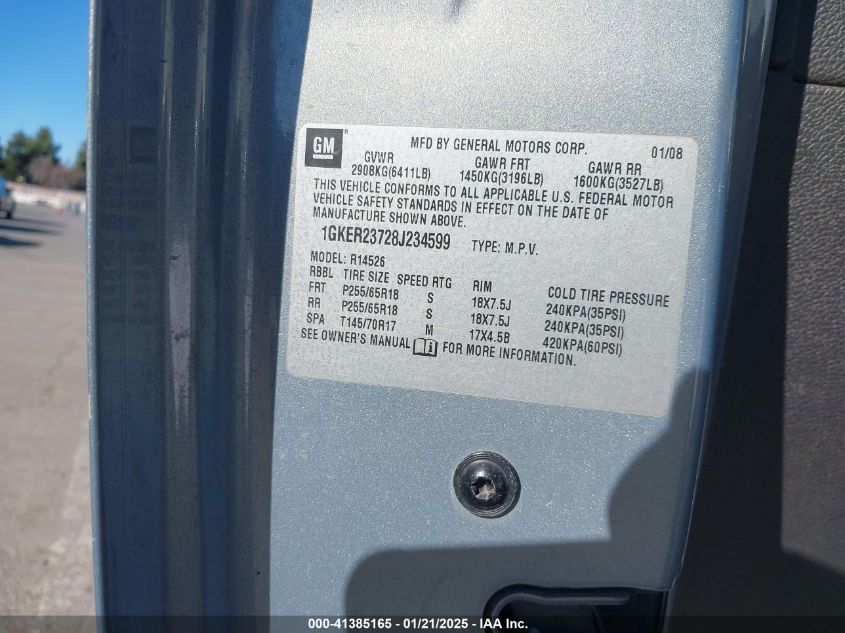 GM
MFD BY GENERAL MOTORS CORP. 01/08
GVWR GAWR FRT GAWR RR
2908KG(6411LB) 1450KG(3196LB) 1600KG(3527LB)
THIS VEHICLE CONFORMS TO ALL APPLICABLE U.S. FEDERAL MOTOR
VEHICLE SAFETY STANDARDS IN EFFECT ON THE DATE OF
MANUFACTURE SHOWN ABOVE.
1GKER23728J234599 TYPE: M.P.V.
MODEL: R14526
RBBL TIRE SIZE SPEED RTG RIM COLD TIRE PRESSURE
FRT P255/65R18 S 18X7.5J 240KPA(35PSI)
RR P255/65R18 S 18X7.5J 240KPA(35PSI)
SPA T145/70R17 M 17X4.5B 420KPA(60PSI)
SEE OWNER'S MANUAL FOR MORE INFORMATION.
000-41385165 - 01/21/2025 - IAA Inc.